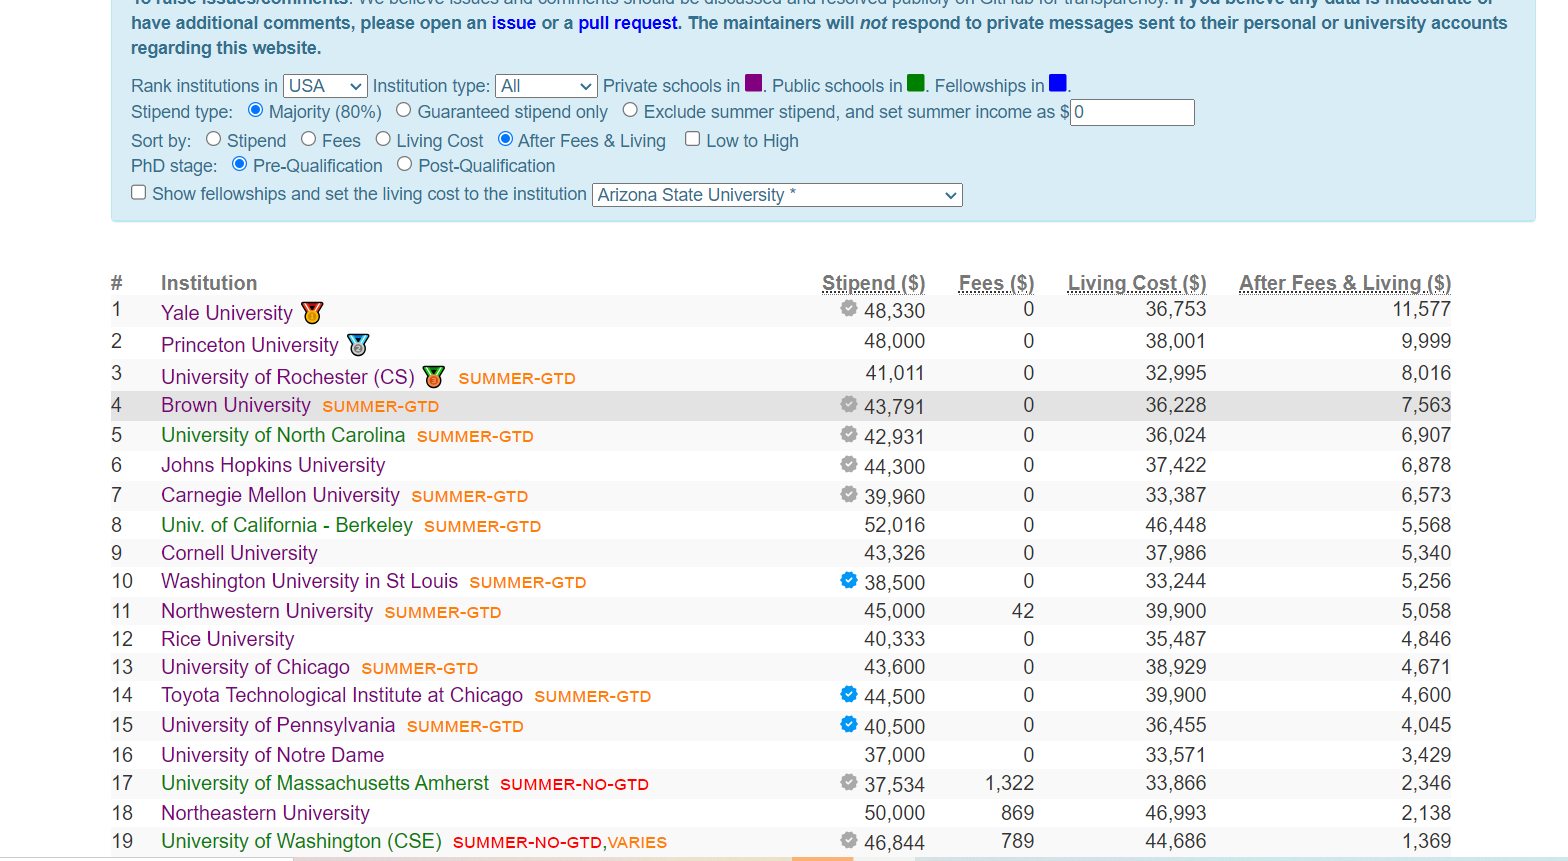 have additional comments, please open an issue or a pull request. The maintainers will not respond to private messages sent to their personal or university accounts
regarding this website.
Rank institutions in USA Institution type: All Private schools in . Public schools in . Fellowships in .
Stipend type: Majority (80%) Guaranteed stipend only Exclude summer stipend, and set summer income as $ 0
Sort by: Stipend Fees Living Cost After Fees & Living Low to High
PhD stage: Pre-Qualification Post-Qualification
Show fellowships and set the living cost to the institution Arizona State University *
# Institution Stipend ($) Fees ($) Living Cost ($) After Fees & Living ($)
1 Yale University 48,330 0 36,753 11,577
2 Princeton University 48,000 0 38,001 9,999
3 University of Rochester (CS) SUMMER-GTD 41,011 0 32,995 8,016
4 Brown University SUMMER-GTD 43,791 0 36,228 7,563
5 University of North Carolina SUMMER-GTD 42,931 0 36,024 6,907
6 Johns Hopkins University 44,300 0 37,422 6,878
7 Carnegie Mellon University SUMMER-GTD 39,960 0 33,387 6,573
8 Univ. of California - Berkeley SUMMER-GTD 52,016 0 46,448 5,568
9 Cornell University 43,326 0 37,986 5,340
10 Washington University in St Louis SUMMER-GTD 38,500 0 33,244 5,256
11 Northwestern University SUMMER-GTD 45,000 42 39,900 5,058
12 Rice University 40,333 0 35,487 4,846
13 University of Chicago SUMMER-GTD 43,600 0 38,929 4,671
14 Toyota Technological Institute at Chicago SUMMER-GTD 44,500 0 39,900 4,600
15 University of Pennsylvania SUMMER-GTD 40,500 0 36,455 4,045
16 University of Notre Dame 37,000 0 33,571 3,429
17 University of Massachusetts Amherst SUMMER-NO-GTD 37,534 1,322 33,866 2,346
18 Northeastern University 50,000 869 46,993 2,138
19 University of Washington (CSE) SUMMER-NO-GTD,VARIES 46,844 789 44,686 1,369